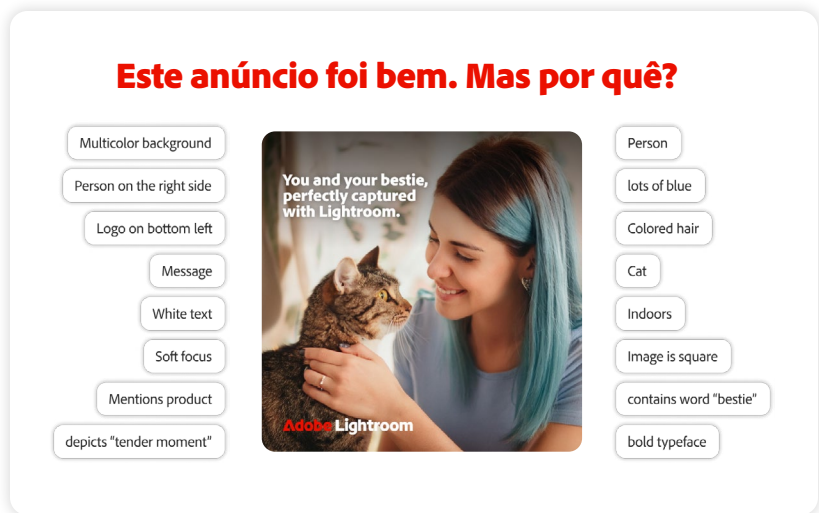 Este anúncio foi bem. Mas por quê?
Multicolor background
Person on the right side
Logo on bottom left
Message
White text
Soft focus
Mentions product
depicts “tender moment”
You and your bestie,
perfectly captured
with Lightroom.
Adobe Lightroom
Person
lots of blue
Colored hair
Cat
Indoors
Image is square
contains word “bestie”
bold typeface